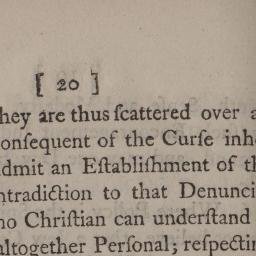 [ 20 ]
hey are thus ſcattered over a
onſequent of the Curſe inh
dmit an Eſtabliſhment of th
ntradiction to that Denunci
no Chriſtian can underſtand
altogether Perſonal; reſpectin